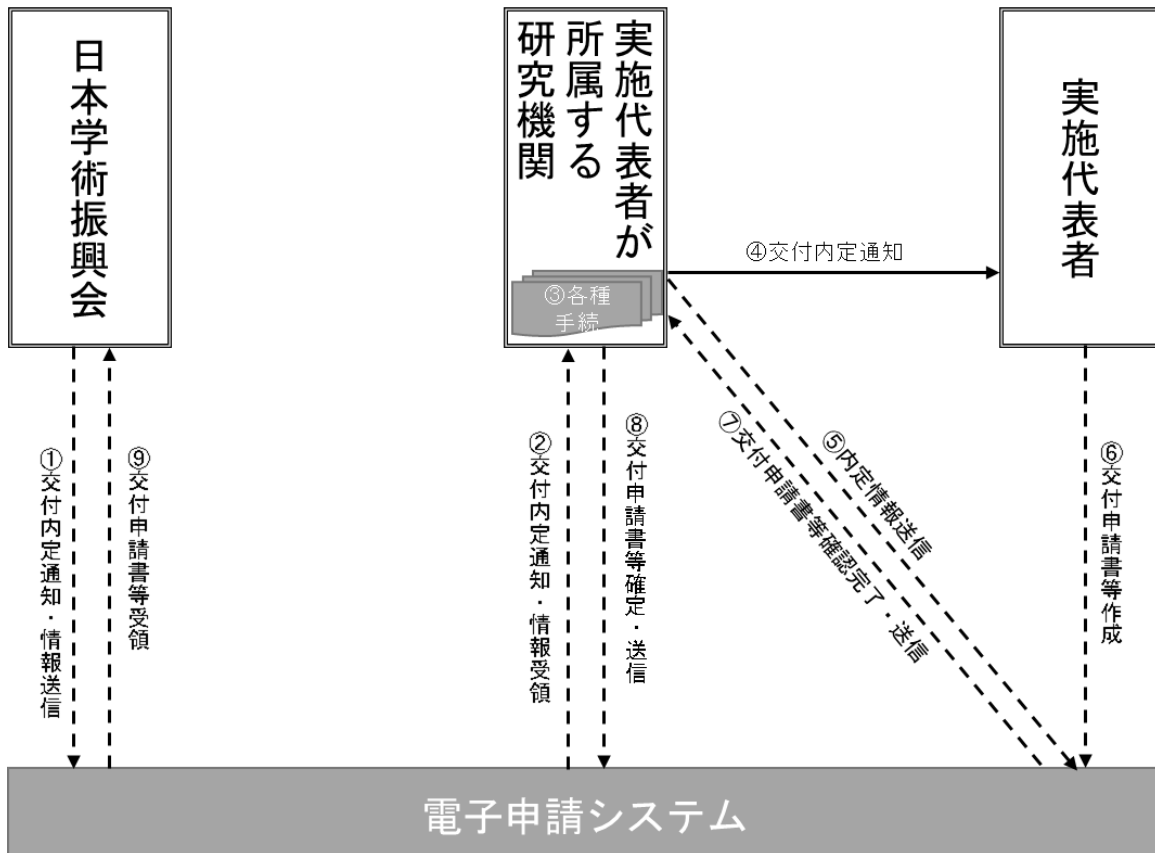 日本学術振興会
実施代表者が
所属する
研究機関
実施代表者
③各種
手続
④交付内定通知
①交付内定通知・情報送信
⑨交付申請書等受領
②交付内定通知・情報受領
⑧交付申請書等確定・送信
⑦交付申請書等確認完了・送信
⑤内定情報送信
⑥交付申請書等作成
電子申請システム